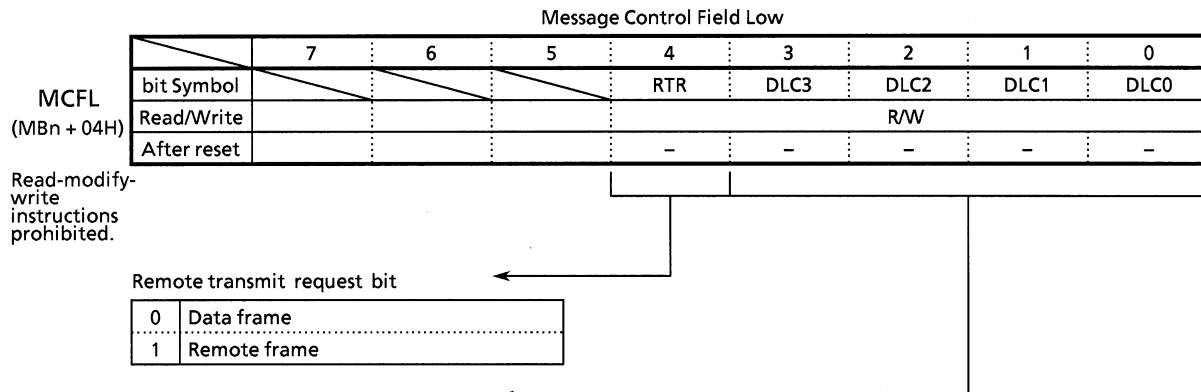 Message Control Field Low
7 6 5 4 3 2 1 0
MCFL
(MBn + 04H)
bit Symbol RTR DLC3 DLC2 DLC1 DLC0
Read/Write R/W
After reset – – – – –
Read-modify-
write
instructions
prohibited.
Remote transmit request bit
0 Data frame
1 Remote frame